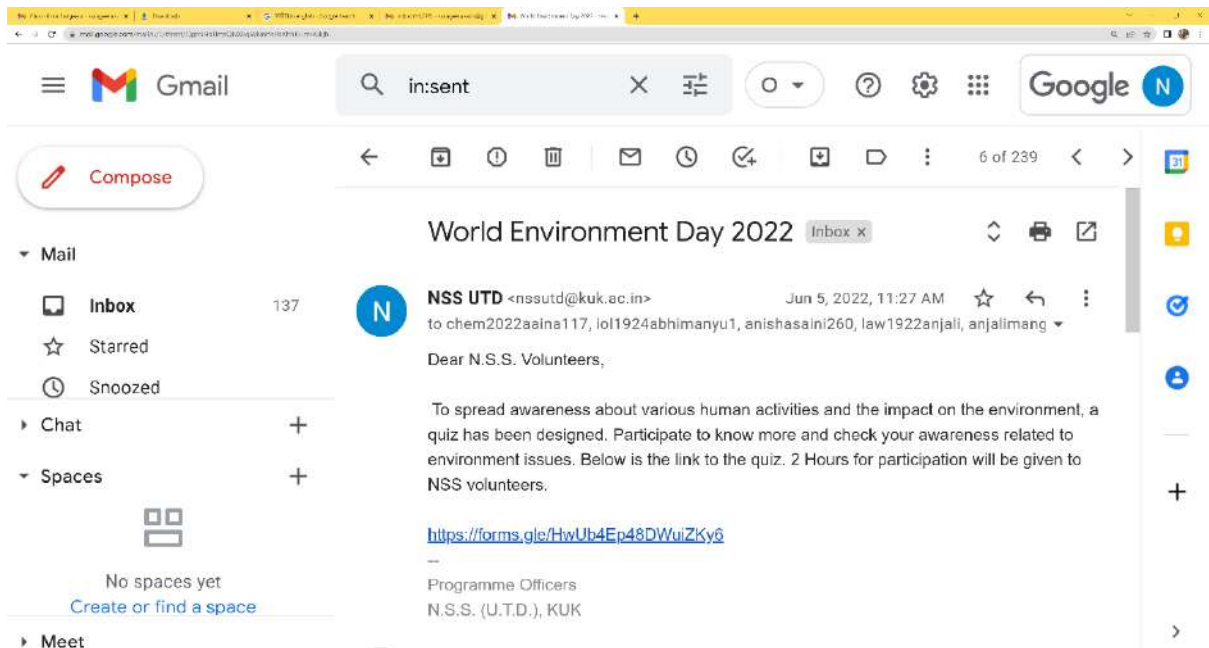 Gmail
in:sent
Google
N
Compose
6 of 239
31
World Environment Day 2022 Inbox x
Mail
Inbox 137
Starred
Snoozed
N
NSS UTD <nssutd@kuk.ac.in> Jun 5, 2022, 11:27 AM
to chem2022aaina117, iol1924abhimanyu1, anishasaini260, law1922anjali, anjalimang
Dear N.S.S. Volunteers,
To spread awareness about various human activities and the impact on the environment, a
quiz has been designed. Participate to know more and check your awareness related to
environment issues. Below is the link to the quiz. 2 Hours for participation will be given to
NSS volunteers.
https://forms.gle/HwUb4Ep48DWuiZKy6
--
Programme Officers
N.S.S. (U.T.D.), KUK
Chat
Spaces
No spaces yet
Create or find a space
Meet